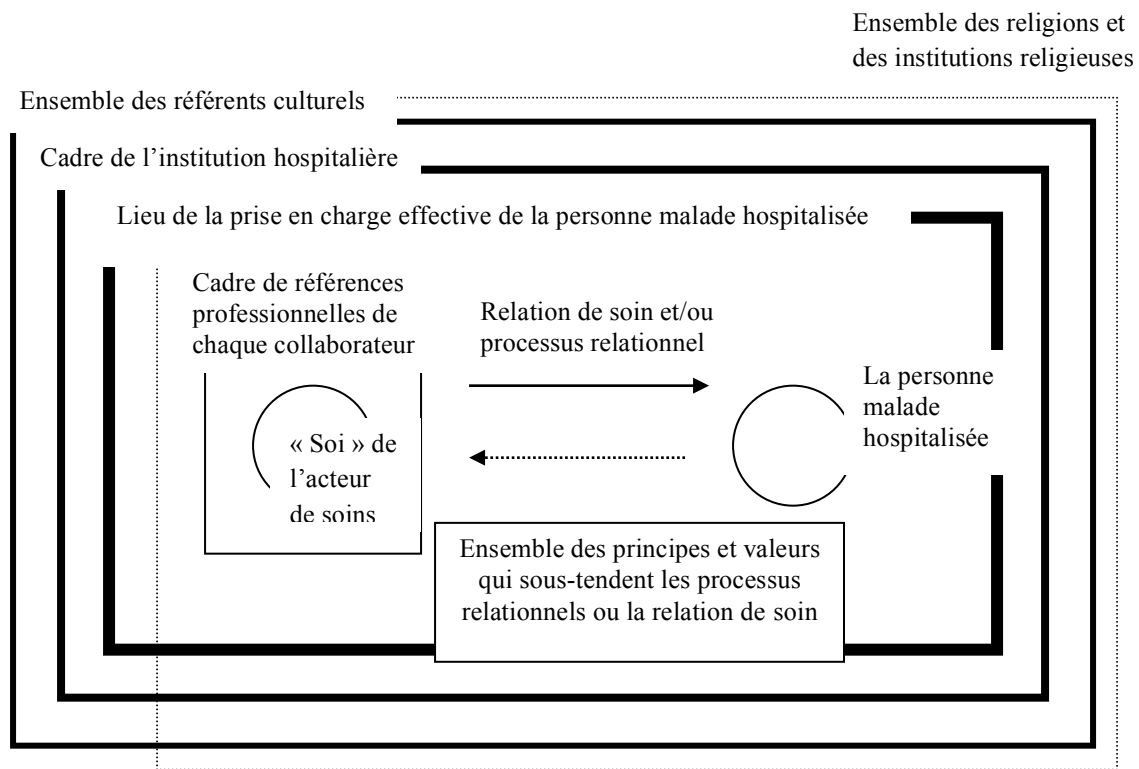 Ensemble des religions et
des institutions religieuses
Ensemble des référents culturels
Cadre de l’institution hospitalière
Lieu de la prise en charge effective de la personne malade hospitalisée
Cadre de références
professionnelles de
chaque collaborateur
Relation de soin et/ou
processus relationnel
La personne
malade
hospitalisée
« Soi » de
l’acteur
de soins
Ensemble des principes et valeurs
qui sous-tendent les processus
relationnels ou la relation de soin